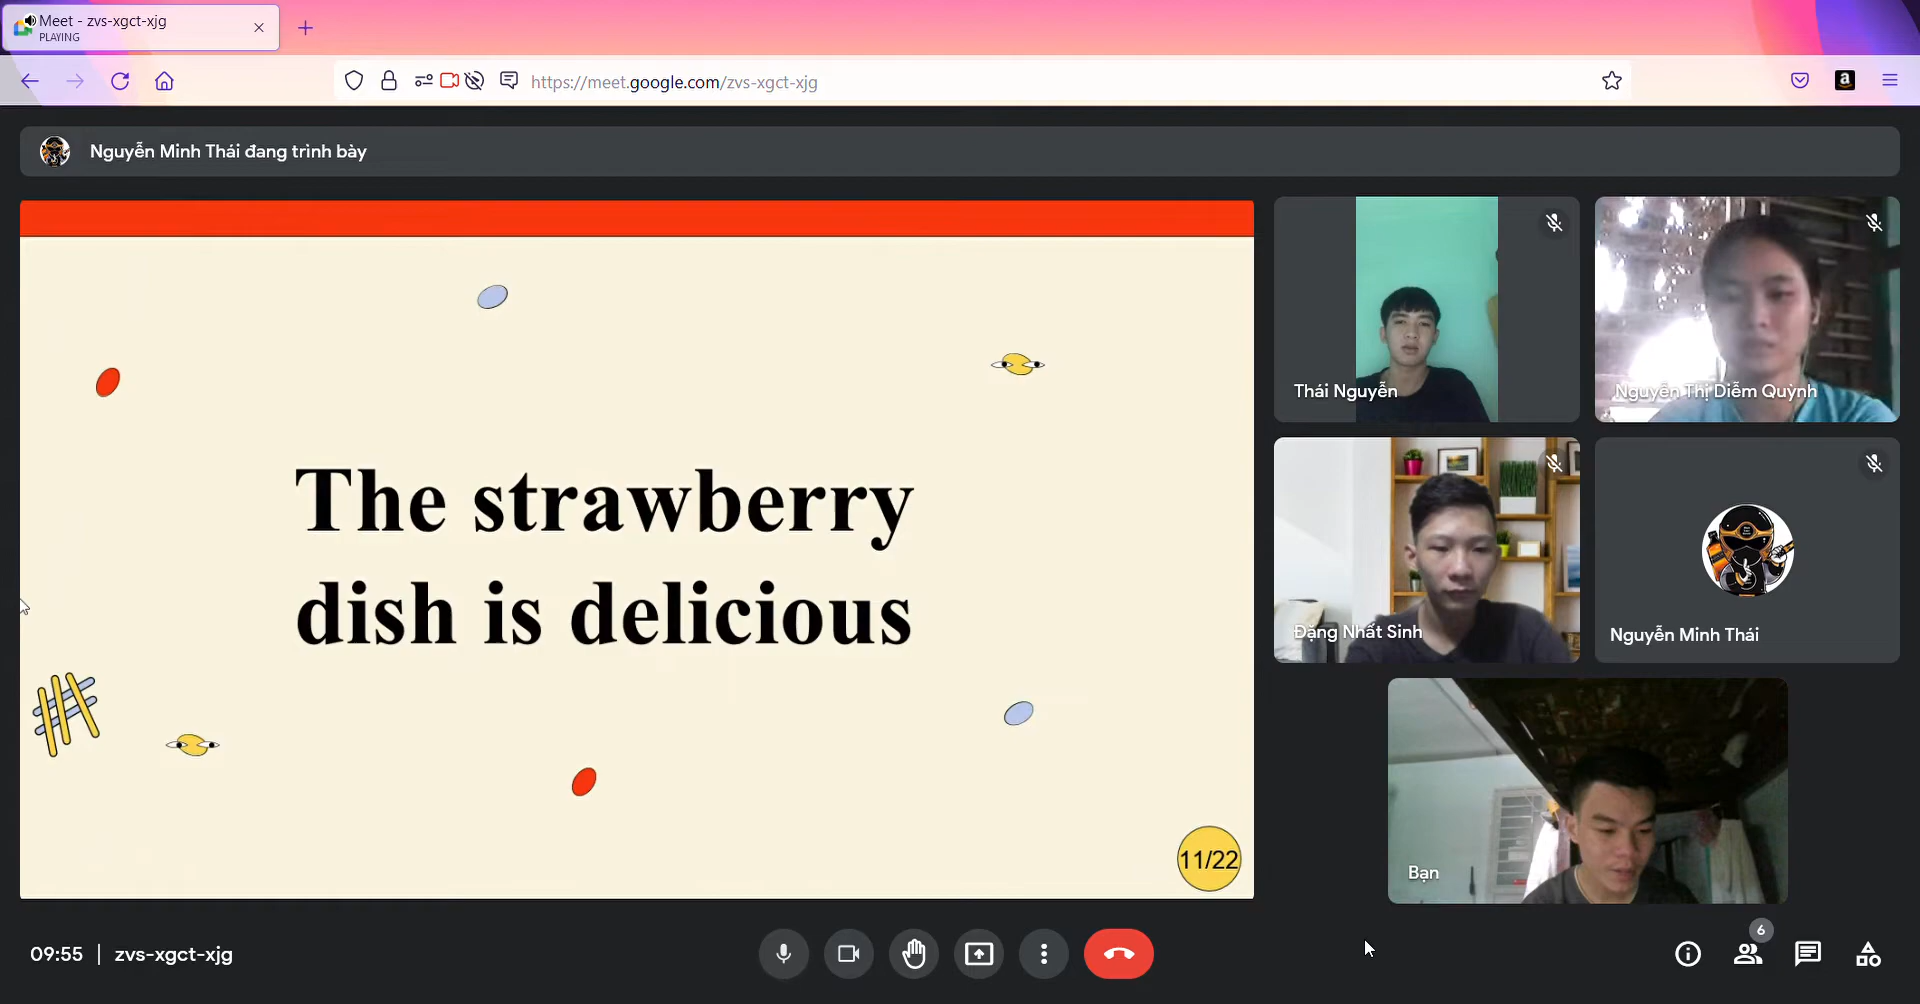 Meet - zvs-xgct-xjg
PLAYING
https://meet.google.com/zvs-xgct-xjg
Nguyễn Minh Thái đang trình bày
The strawberry
dish is delicious
11/22
Thái Nguyễn
Nguyễn Thị Diễm Quỳnh
Đặng Nhất Sinh
Nguyễn Minh Thái
Bạn
09:55 | zvs-xgct-xjg
6